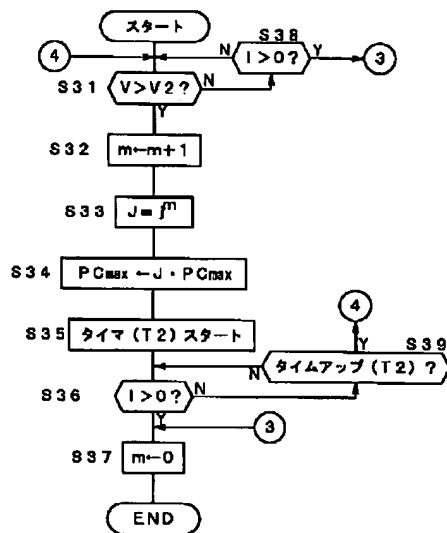 スタート
S38
4
N
I>0?
Y
3
S31
V>V2?
N
Y
S32
m←m+1
S33
J=f^m
S34
PCmax←J・PCmax
4
S35
タイマ(T2)スタート
Y
S39
N
タイムアップ(T2)?
S36
I>0?
N
Y
3
S37
m←0
END